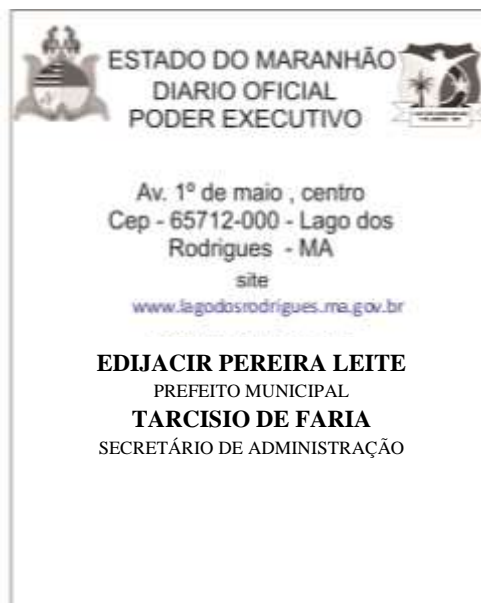 ESTADO DO MARANHÃO
DIARIO OFICIAL
PODER EXECUTIVO
Av. 1º de maio , centro
Cep - 65712-000 - Lago dos
Rodrigues - MA
site
www.lagodosrodrigues.ma.gov.br
EDIJACIR PEREIRA LEITE
PREFEITO MUNICIPAL
TARCISIO DE FARIA
SECRETÁRIO DE ADMINISTRAÇÃO